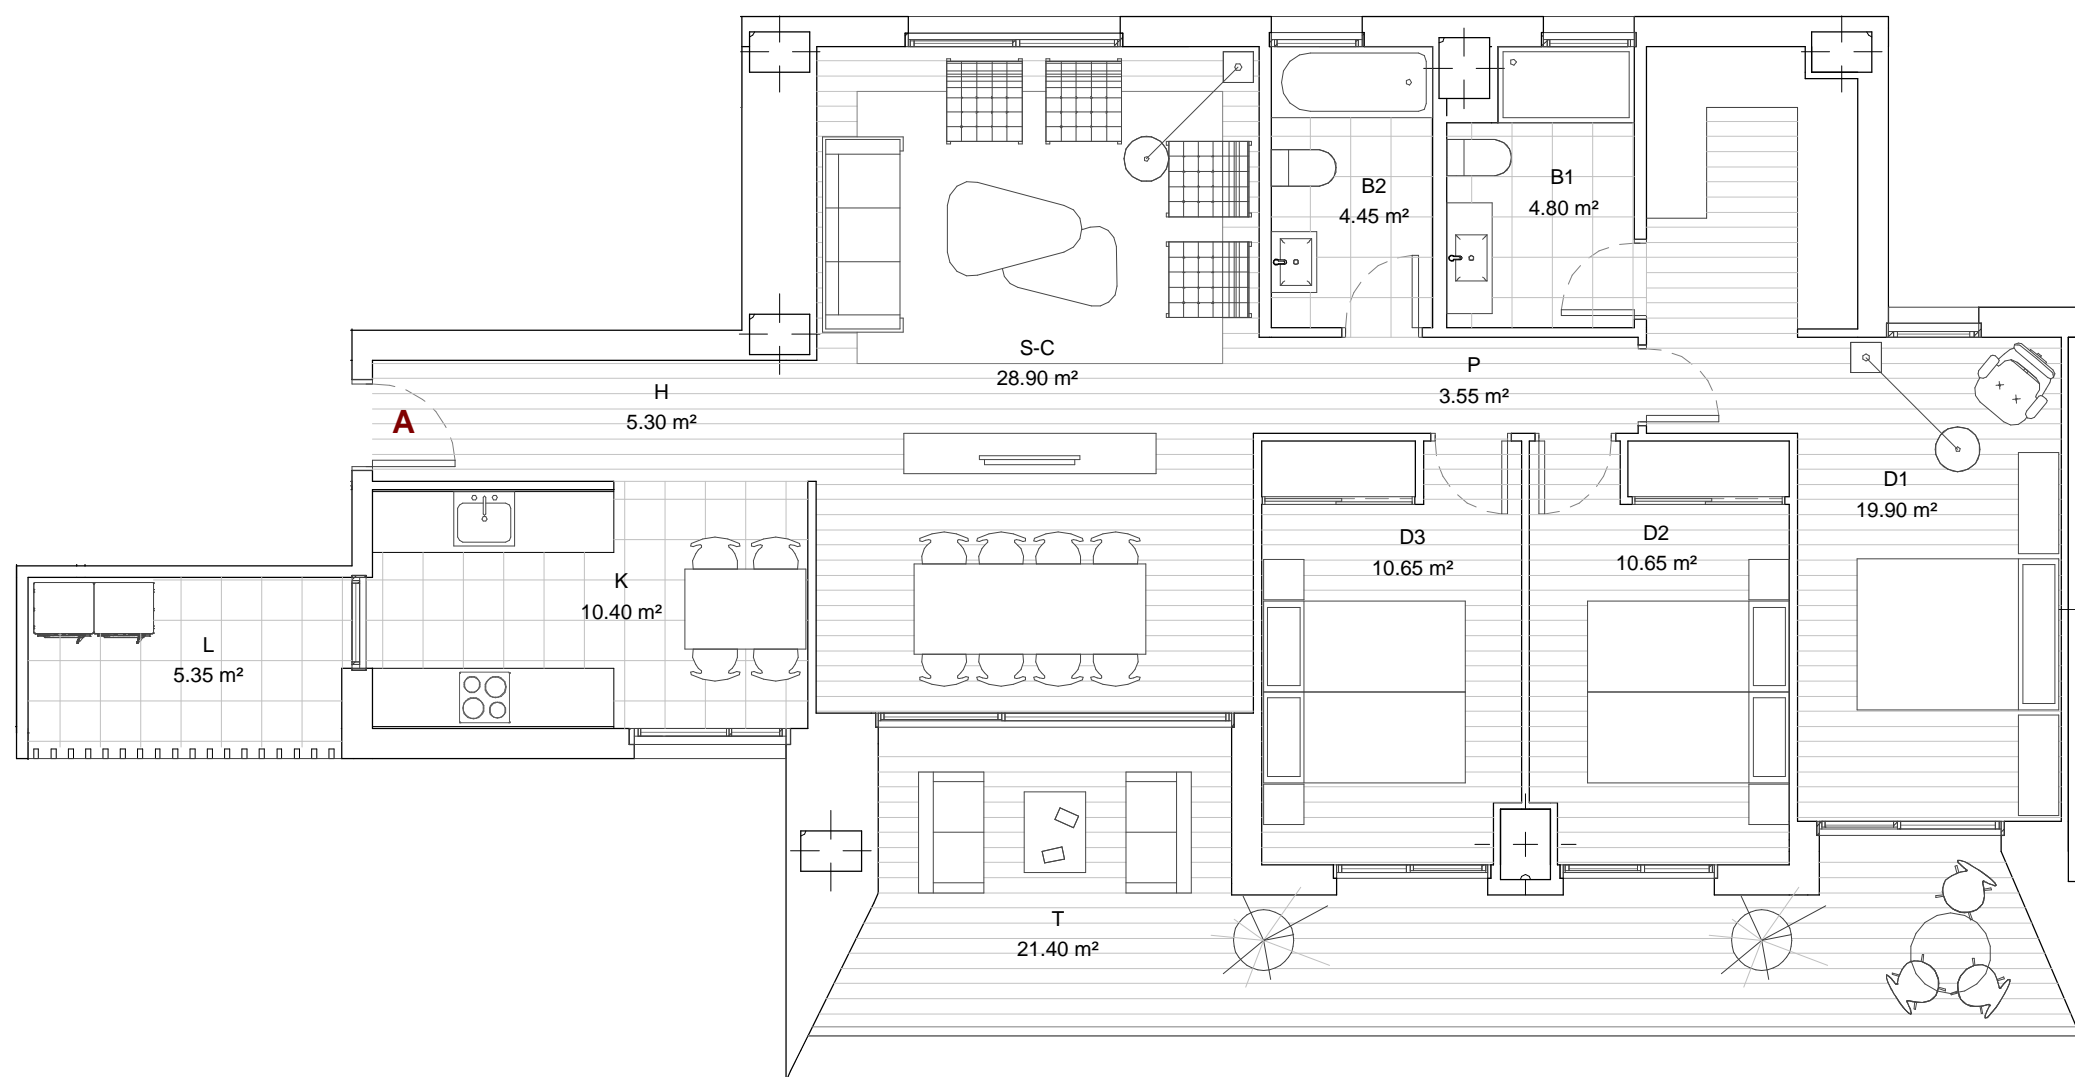 B2
4.45 m²
B1
4.80 m²
S-C
28.90 m²
P
3.55 m²
H
5.30 m²
A
D1
19.90 m²
D3
10.65 m²
D2
10.65 m²
K
10.40 m²
L
5.35 m²
T
21.40 m²